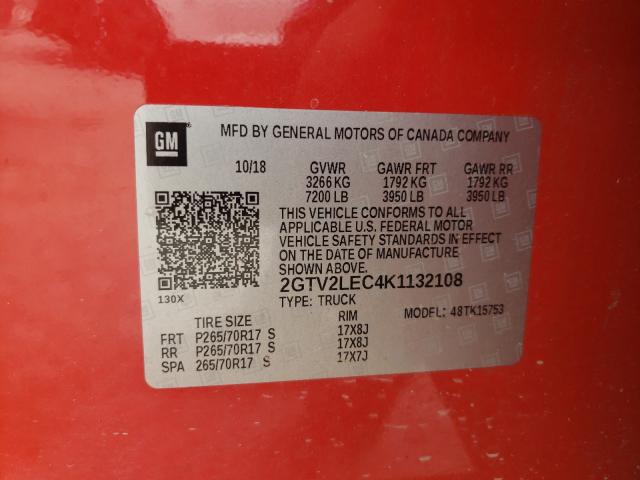 GM
MFD BY GENERAL MOTORS OF CANADA COMPANY
10/18 GVWR GAWR FRT GAWR RR
3266 KG 1792 KG 1792 KG
7200 LB 3950 LB 3950 LB
THIS VEHICLE CONFORMS TO ALL
APPLICABLE U.S. FEDERAL MOTOR
VEHICLE SAFETY STANDARDS IN EFFECT
ON THE DATE OF MANUFACTURE
SHOWN ABOVE.
130X
2GTV2LEC4K1132108
TYPE: TRUCK MODEL: 48TK15753
TIRE SIZE RIM
FRT P265/70R17 S 17X8J
RR P265/70R17 S 17X8J
SPA 265/70R17 S 17X7J